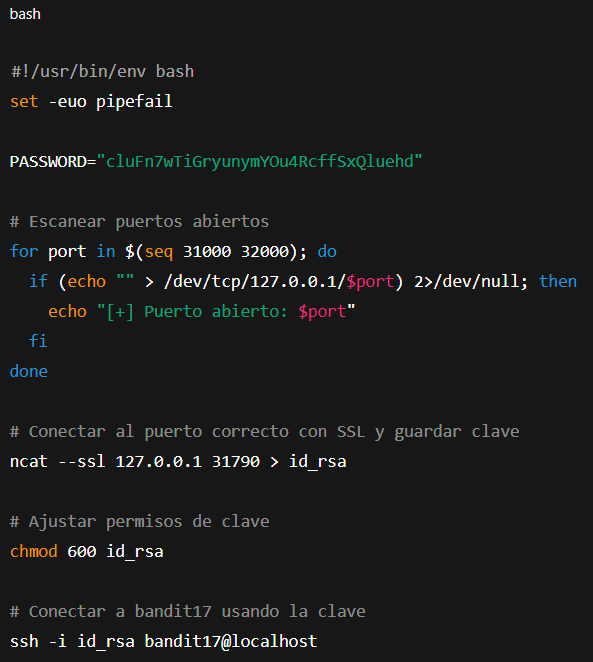 bash
#!/usr/bin/env bash
set -euo pipefail
PASSWORD="cluFn7wTiGryunymYOu4RcffSxQluehd"
# Escanear puertos abiertos
for port in $(seq 31000 32000); do
if (echo "" > /dev/tcp/127.0.0.1/$port) 2>/dev/null; then
echo "[+] Puerto abierto: $port"
fi
done
# Conectar al puerto correcto con SSL y guardar clave
ncat --ssl 127.0.0.1 31790 > id_rsa
# Ajustar permisos de clave
chmod 600 id_rsa
# Conectar a bandit17 usando la clave
ssh -i id_rsa bandit17@localhost